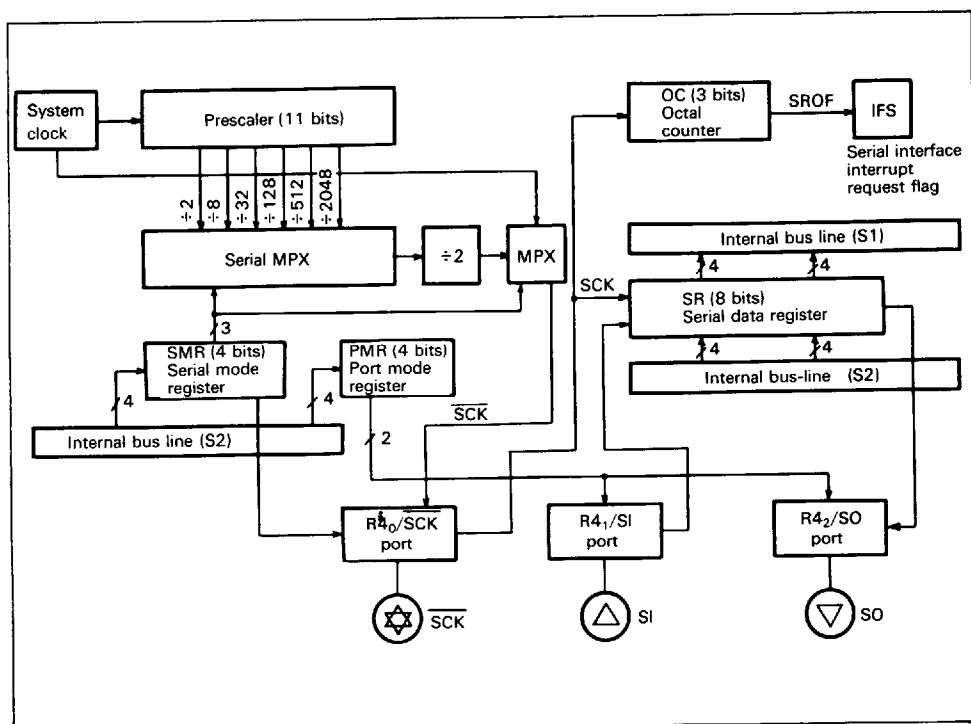 System
clock
Prescaler (11 bits)
OC (3 bits)
Octal
counter
SROF
IFS
Serial interface
interrupt
request flag
÷2
÷8
÷32
÷128
÷512
÷2048
Serial MPX
÷2
MPX
Internal bus line (S1)
4
4
SCK
SR (8 bits)
Serial data register
4
4
Internal bus-line (S2)
3
SMR (4 bits)
Serial mode
register
PMR (4 bits)
Port mode
register
4
4
Internal bus line (S2)
SCK
2
R4₀/SCK
port
R4₁/SI
port
R4₂/SO
port
SCK
SI
SO